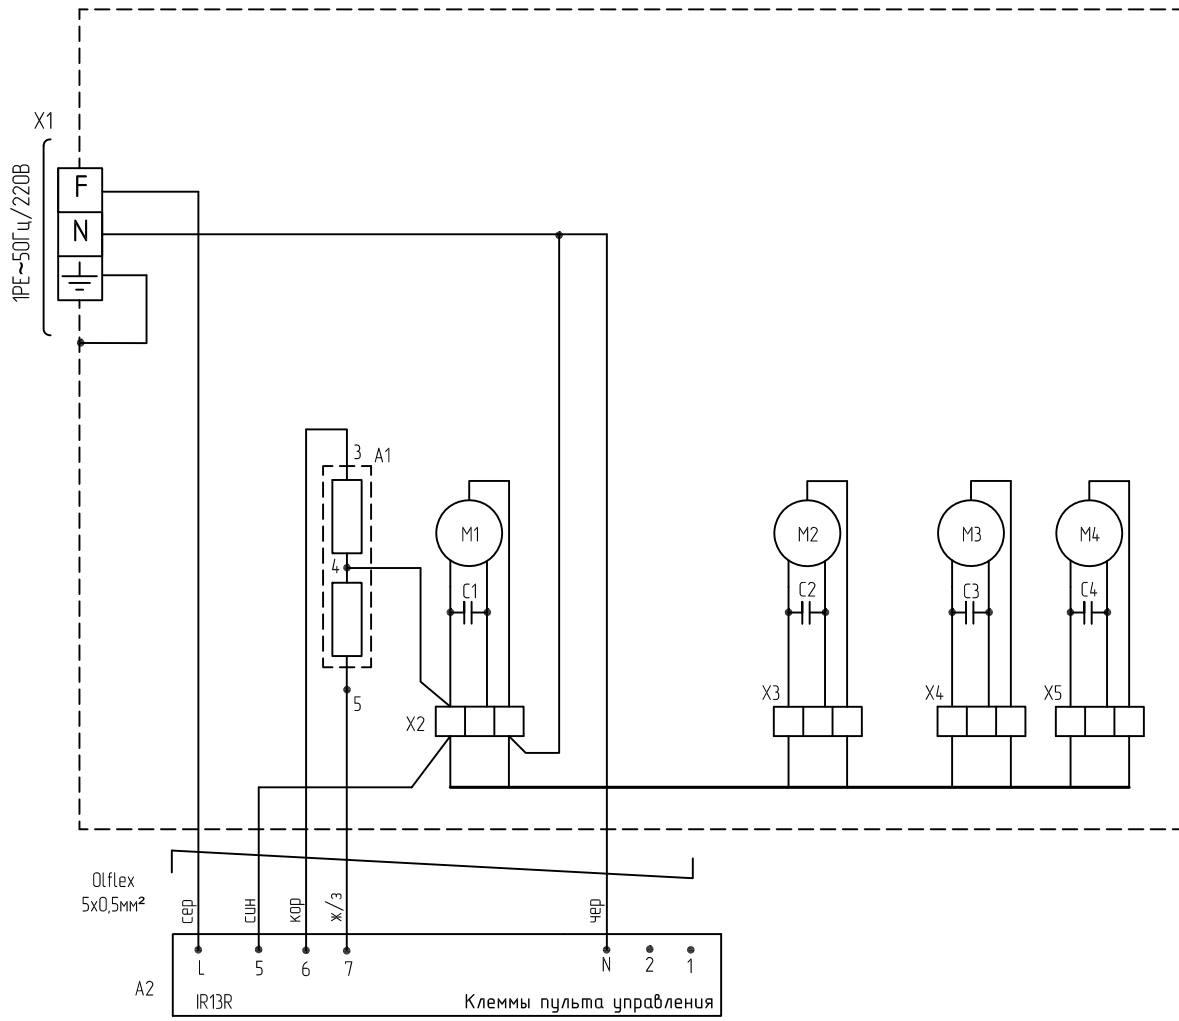 X1
1PE~50Гц/220В
F
N
3
A1
4
5
M1
M2
M3
M4
C1
C2
C3
C4
X2
X3
X4
X5
Olflex
5x0,5мм²
сер
син
кор
ж/з
чер
L
5
6
7
N
2
1
A2
IR13R
Клеммы пульта управления